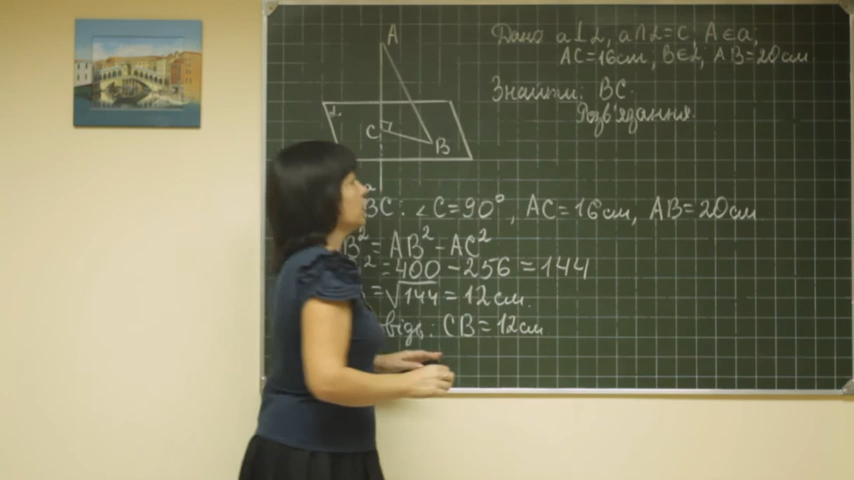 A
α
C
B
a
Дано a⊥α, a∩α=C, A∈a;
AC=16см, B∈α, AB=20см
Знайти: BC.
Розв'язання.
BC: ∠C=90°, AC=16см, AB=20см
B²=AB²-AC²
²=400-256=144
=√144=12см.
відь: CB=12см